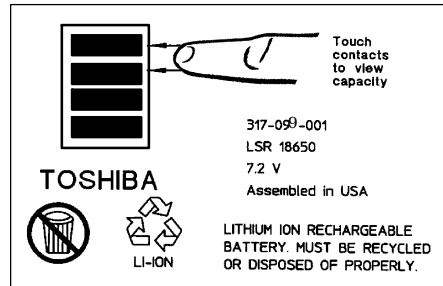 Touch
contacts
to view
capacity
317-099-001
LSR 18650
7.2 V
Assembled in USA
TOSHIBA
LI-ION
LITHIUM ION RECHARGEABLE
BATTERY. MUST BE RECYCLED
OR DISPOSED OF PROPERLY.